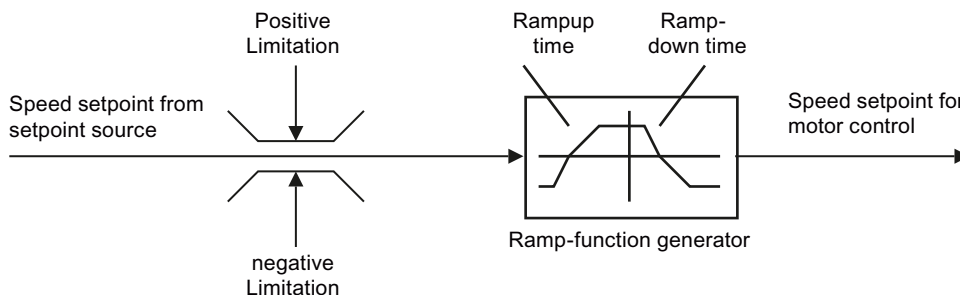 Positive
Limitation
Rampup
time
Ramp-
down time
Speed setpoint from
setpoint source
Speed setpoint for
motor control
Ramp-function generator
negative
Limitation